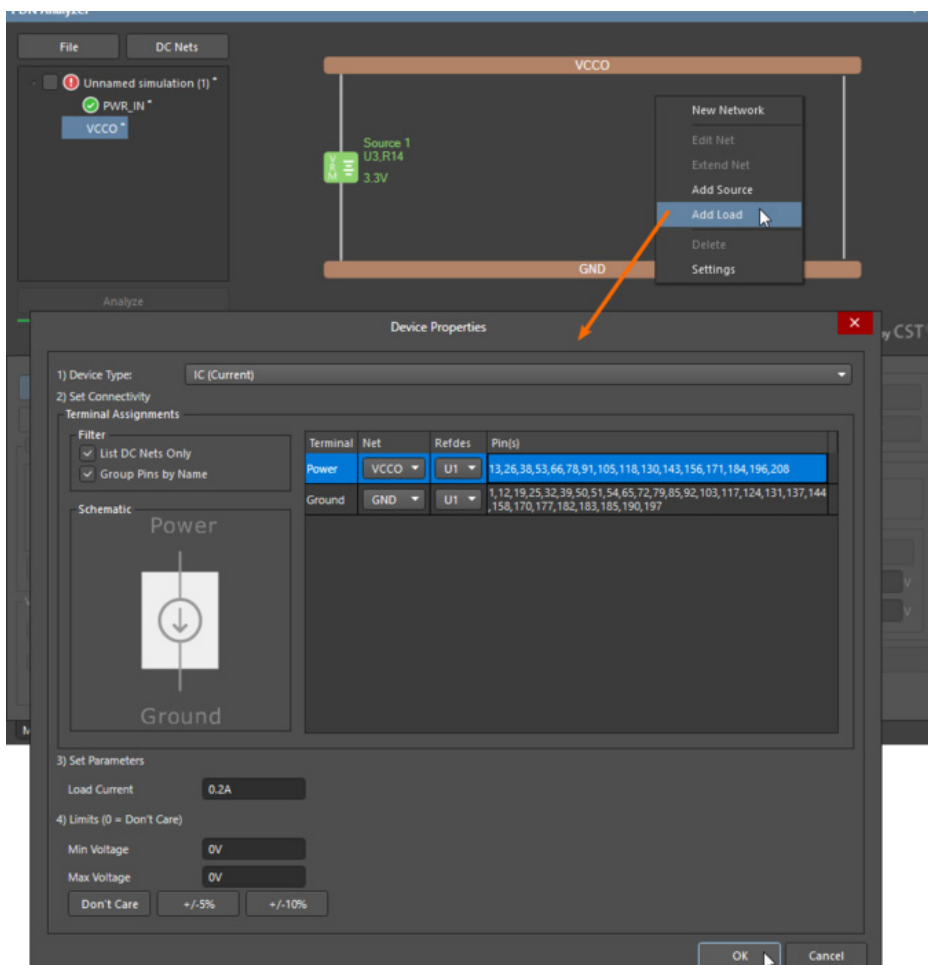 PDN Analyzer
File
DC Nets
Unnamed simulation (1) *
PWR_IN *
VCCO *
Analyze
VCCO
Source 1
U3,R14
3.3V
VRM
GND
New Network
Edit Net
Extend Net
Add Source
Add Load
Delete
Settings
by CST
V
V
Device Properties
1) Device Type:
IC (Current)
2) Set Connectivity
Terminal Assignments
Filter
List DC Nets Only
Group Pins by Name
Schematic
Power
Ground
Terminal Net Refdes Pin(s)
Power VCCO U1 13,26,38,53,66,78,91,105,118,130,143,156,171,184,196,208
Ground GND U1 1,12,19,25,32,39,50,51,54,65,72,79,85,92,103,117,124,131,137,144
,158,170,177,182,183,185,190,197
3) Set Parameters
Load Current 0.2A
4) Limits (0 = Don't Care)
Min Voltage 0V
Max Voltage 0V
Don't Care +/-5% +/-10%
OK Cancel